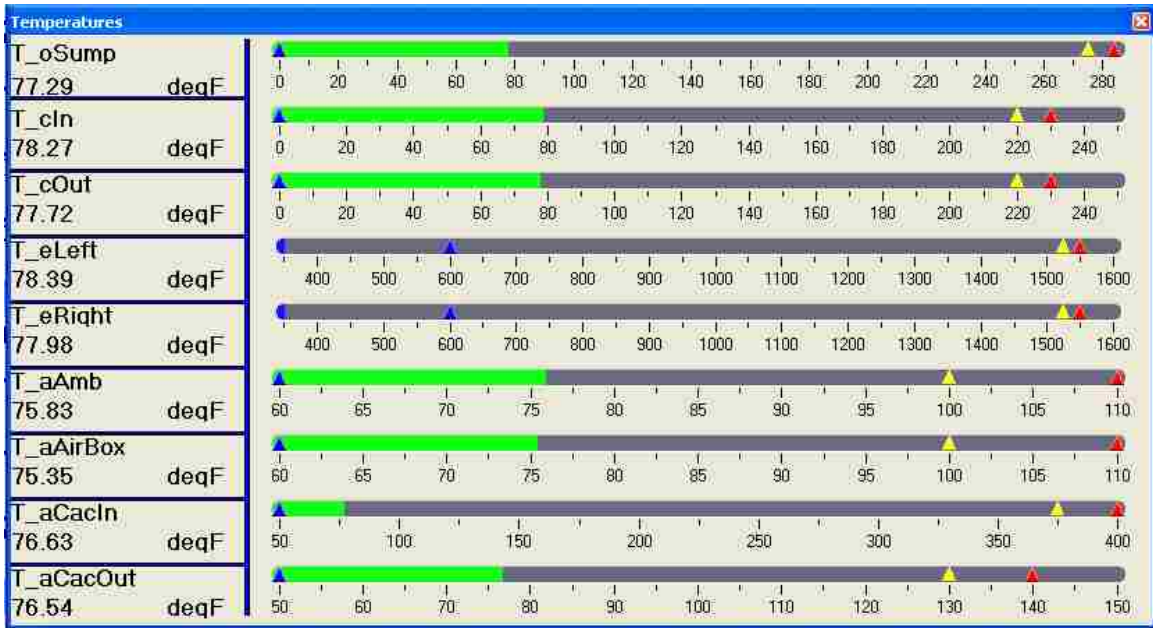 Temperatures
T_oSump
77.29 degF
0 20 40 60 80 100 120 140 160 180 200 220 240 260 280
T_cIn
78.27 degF
0 20 40 60 80 100 120 140 160 180 200 220 240
T_cOut
77.72 degF
0 20 40 60 80 100 120 140 160 180 200 220 240
T_eLeft
78.39 degF
400 500 600 700 800 900 1000 1100 1200 1300 1400 1500 1600
T_eRight
77.98 degF
400 500 600 700 800 900 1000 1100 1200 1300 1400 1500 1600
T_aAmb
75.83 degF
60 65 70 75 80 85 90 95 100 105 110
T_aAirBox
75.35 degF
60 65 70 75 80 85 90 95 100 105 110
T_aCacIn
76.63 degF
50 100 150 200 250 300 350 400
T_aCacOut
76.54 degF
50 60 70 80 90 100 110 120 130 140 150